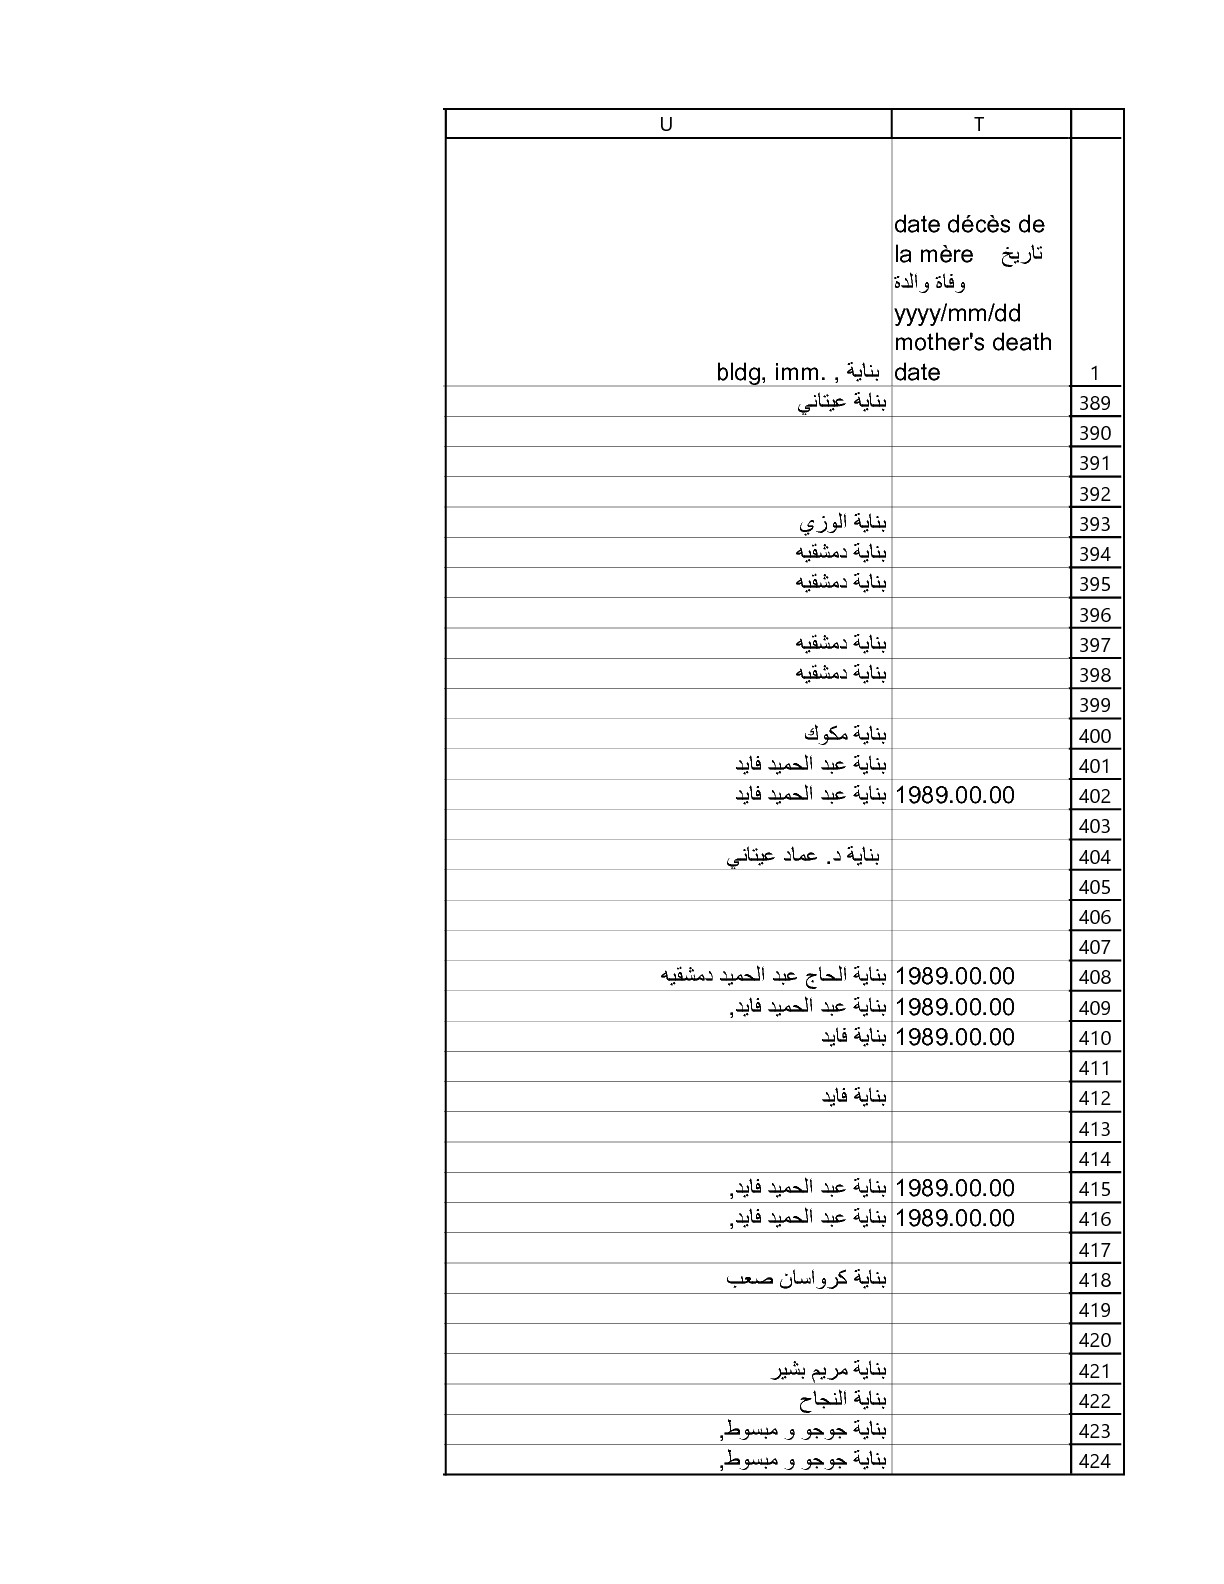 U T
date décès de
la mère تاريخ
وفاة والدة
yyyy/mm/dd
mother's death
bldg, imm. , بناية date 1
بناية عيتاني 389
390
391
392
بناية الوزي 393
بناية دمشقيه 394
بناية دمشقيه 395
396
بناية دمشقيه 397
بناية دمشقيه 398
399
بناية مكوك 400
بناية عبد الحميد فايد 401
بناية عبد الحميد فايد 1989.00.00 402
403
بناية د. عماد عيتاني 404
405
406
407
بناية الحاج عبد الحميد دمشقيه 1989.00.00 408
بناية عبد الحميد فايد, 1989.00.00 409
بناية فايد 1989.00.00 410
411
بناية فايد 412
413
414
بناية عبد الحميد فايد, 1989.00.00 415
بناية عبد الحميد فايد, 1989.00.00 416
417
بناية كرواسان صعب 418
419
420
بناية مريم بشير 421
بناية النجاح 422
بناية جوجو و مبسوط, 423
بناية جوجو و مبسوط, 424